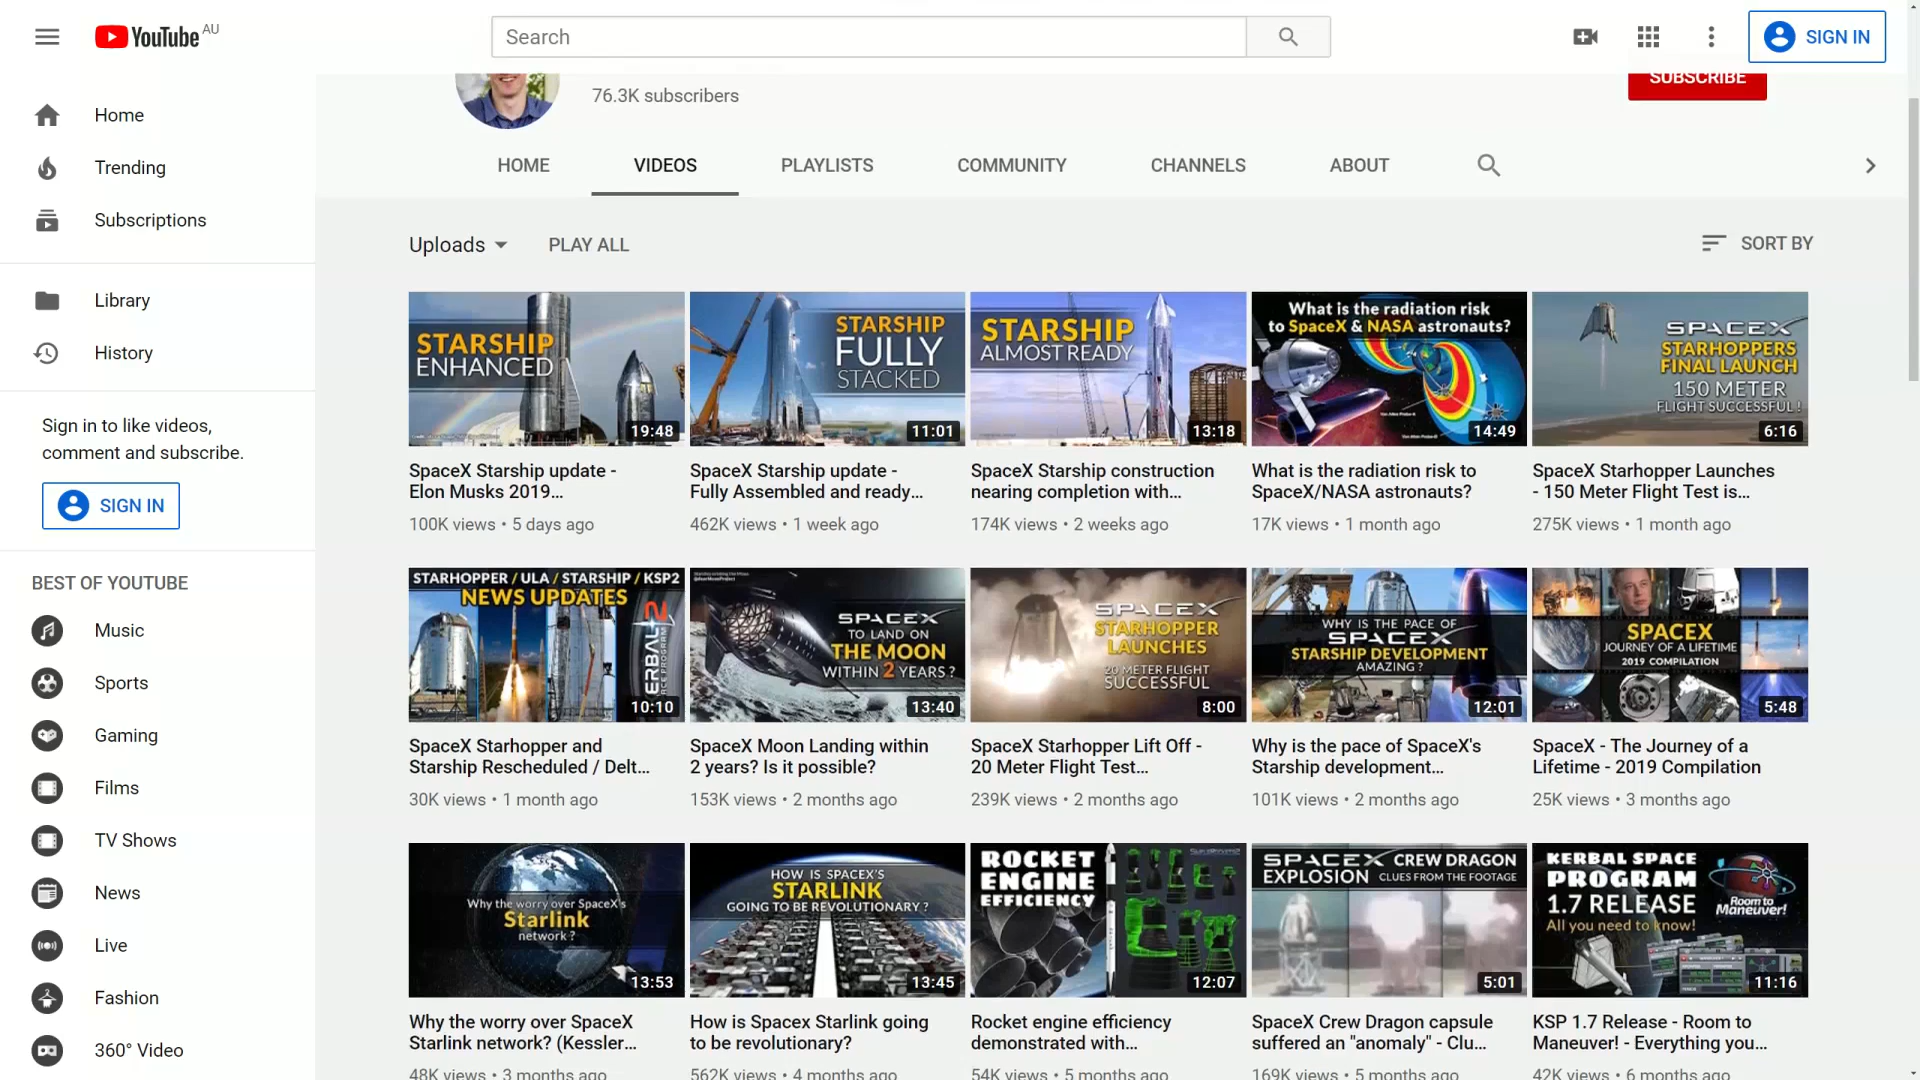 YouTube AU
Search
SIGN IN
Home
Trending
Subscriptions
Library
History
Sign in to like videos,
comment and subscribe.
SIGN IN
BEST OF YOUTUBE
Music
Sports
Gaming
Films
TV Shows
News
Live
Fashion
360° Video
76.3K subscribers
SUBSCRIBE
HOME
VIDEOS
PLAYLISTS
COMMUNITY
CHANNELS
ABOUT
Uploads
PLAY ALL
SORT BY
STARSHIP
ENHANCED
19:48
SpaceX Starship update -
Elon Musks 2019...
100K views • 5 days ago
STARSHIP
FULLY
STACKED
11:01
SpaceX Starship update -
Fully Assembled and ready...
462K views • 1 week ago
STARSHIP
ALMOST READY
13:18
SpaceX Starship construction
nearing completion with...
174K views • 2 weeks ago
What is the radiation risk
to SpaceX & NASA astronauts?
14:49
What is the radiation risk to
SpaceX/NASA astronauts?
17K views • 1 month ago
SPACEX
STARHOPPERS
FINAL LAUNCH
150 METER
FLIGHT SUCCESSFUL!
6:16
SpaceX Starhopper Launches
- 150 Meter Flight Test is...
275K views • 1 month ago
STARHOPPER / ULA / STARSHIP / KSP2
NEWS UPDATES
ERBAL 2
10:10
SpaceX Starhopper and
Starship Rescheduled / Delt...
30K views • 1 month ago
SPACEX
TO LAND ON
THE MOON
WITHIN 2 YEARS?
13:40
SpaceX Moon Landing within
2 years? Is it possible?
153K views • 2 months ago
SPACEX
STARHOPPER
LAUNCHES
20 METER FLIGHT
SUCCESSFUL
8:00
SpaceX Starhopper Lift Off -
20 Meter Flight Test...
239K views • 2 months ago
WHY IS THE PACE OF
SPACEX
STARSHIP DEVELOPMENT
AMAZING?
12:01
Why is the pace of SpaceX's
Starship development...
101K views • 2 months ago
SPACEX
JOURNEY OF A LIFETIME
2019 COMPILATION
5:48
SpaceX - The Journey of a
Lifetime - 2019 Compilation
25K views • 3 months ago
Why the worry over SpaceX's
Starlink
network?
13:53
Why the worry over SpaceX
Starlink network? (Kessler...
48K views • 3 months ago
HOW IS SPACEX'S
STARLINK
GOING TO BE REVOLUTIONARY?
13:45
How is Spacex Starlink going
to be revolutionary?
562K views • 4 months ago
ROCKET
ENGINE
EFFICIENCY
12:07
Rocket engine efficiency
demonstrated with...
54K views • 5 months ago
SPACEX CREW DRAGON
EXPLOSION CLUES FROM THE FOOTAGE
5:01
SpaceX Crew Dragon capsule
suffered an "anomaly" - Clu...
169K views • 5 months ago
KERBAL SPACE
PROGRAM
1.7 RELEASE
All you need to know!
Room to
Maneuver!
11:16
KSP 1.7 Release - Room to
Maneuver! - Everything you...
42K views • 6 months ago